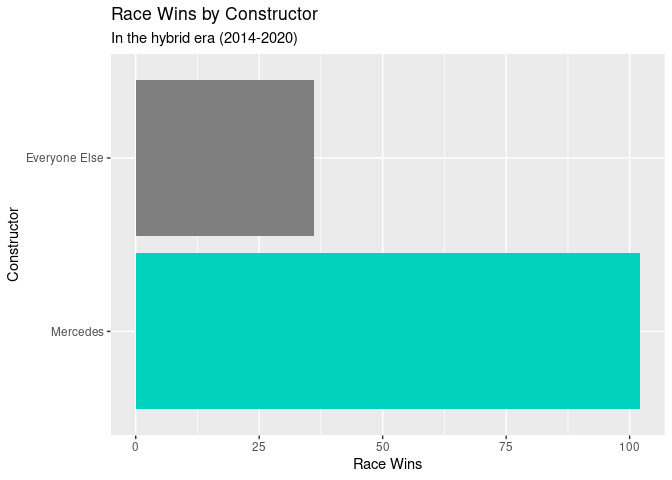 Race Wins by Constructor
In the hybrid era (2014-2020)
Everyone Else
Mercedes
Constructor
0 25 50 75 100
Race Wins